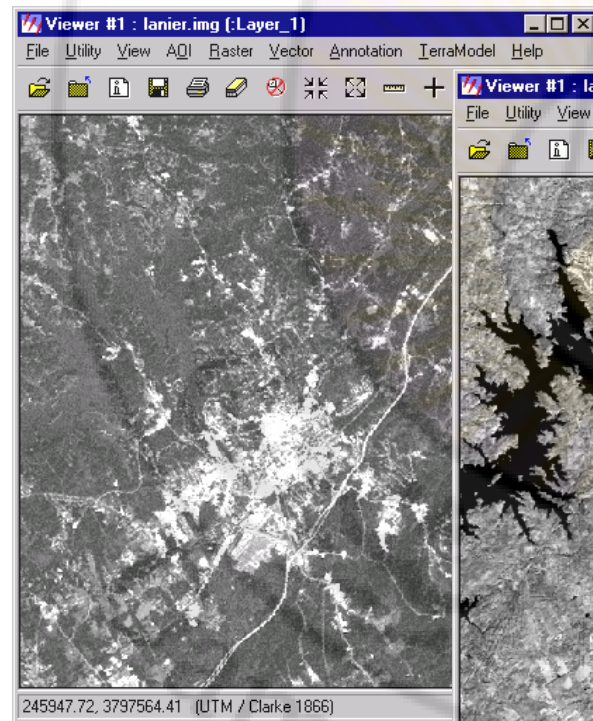 Viewer #1 : lanier.img (:Layer_1)
File Utility View AOI Raster Vector Annotation TerraModel Help
Viewer #1 : la
File Utility View
245947.72, 3797564.41 (UTM / Clarke 1866)